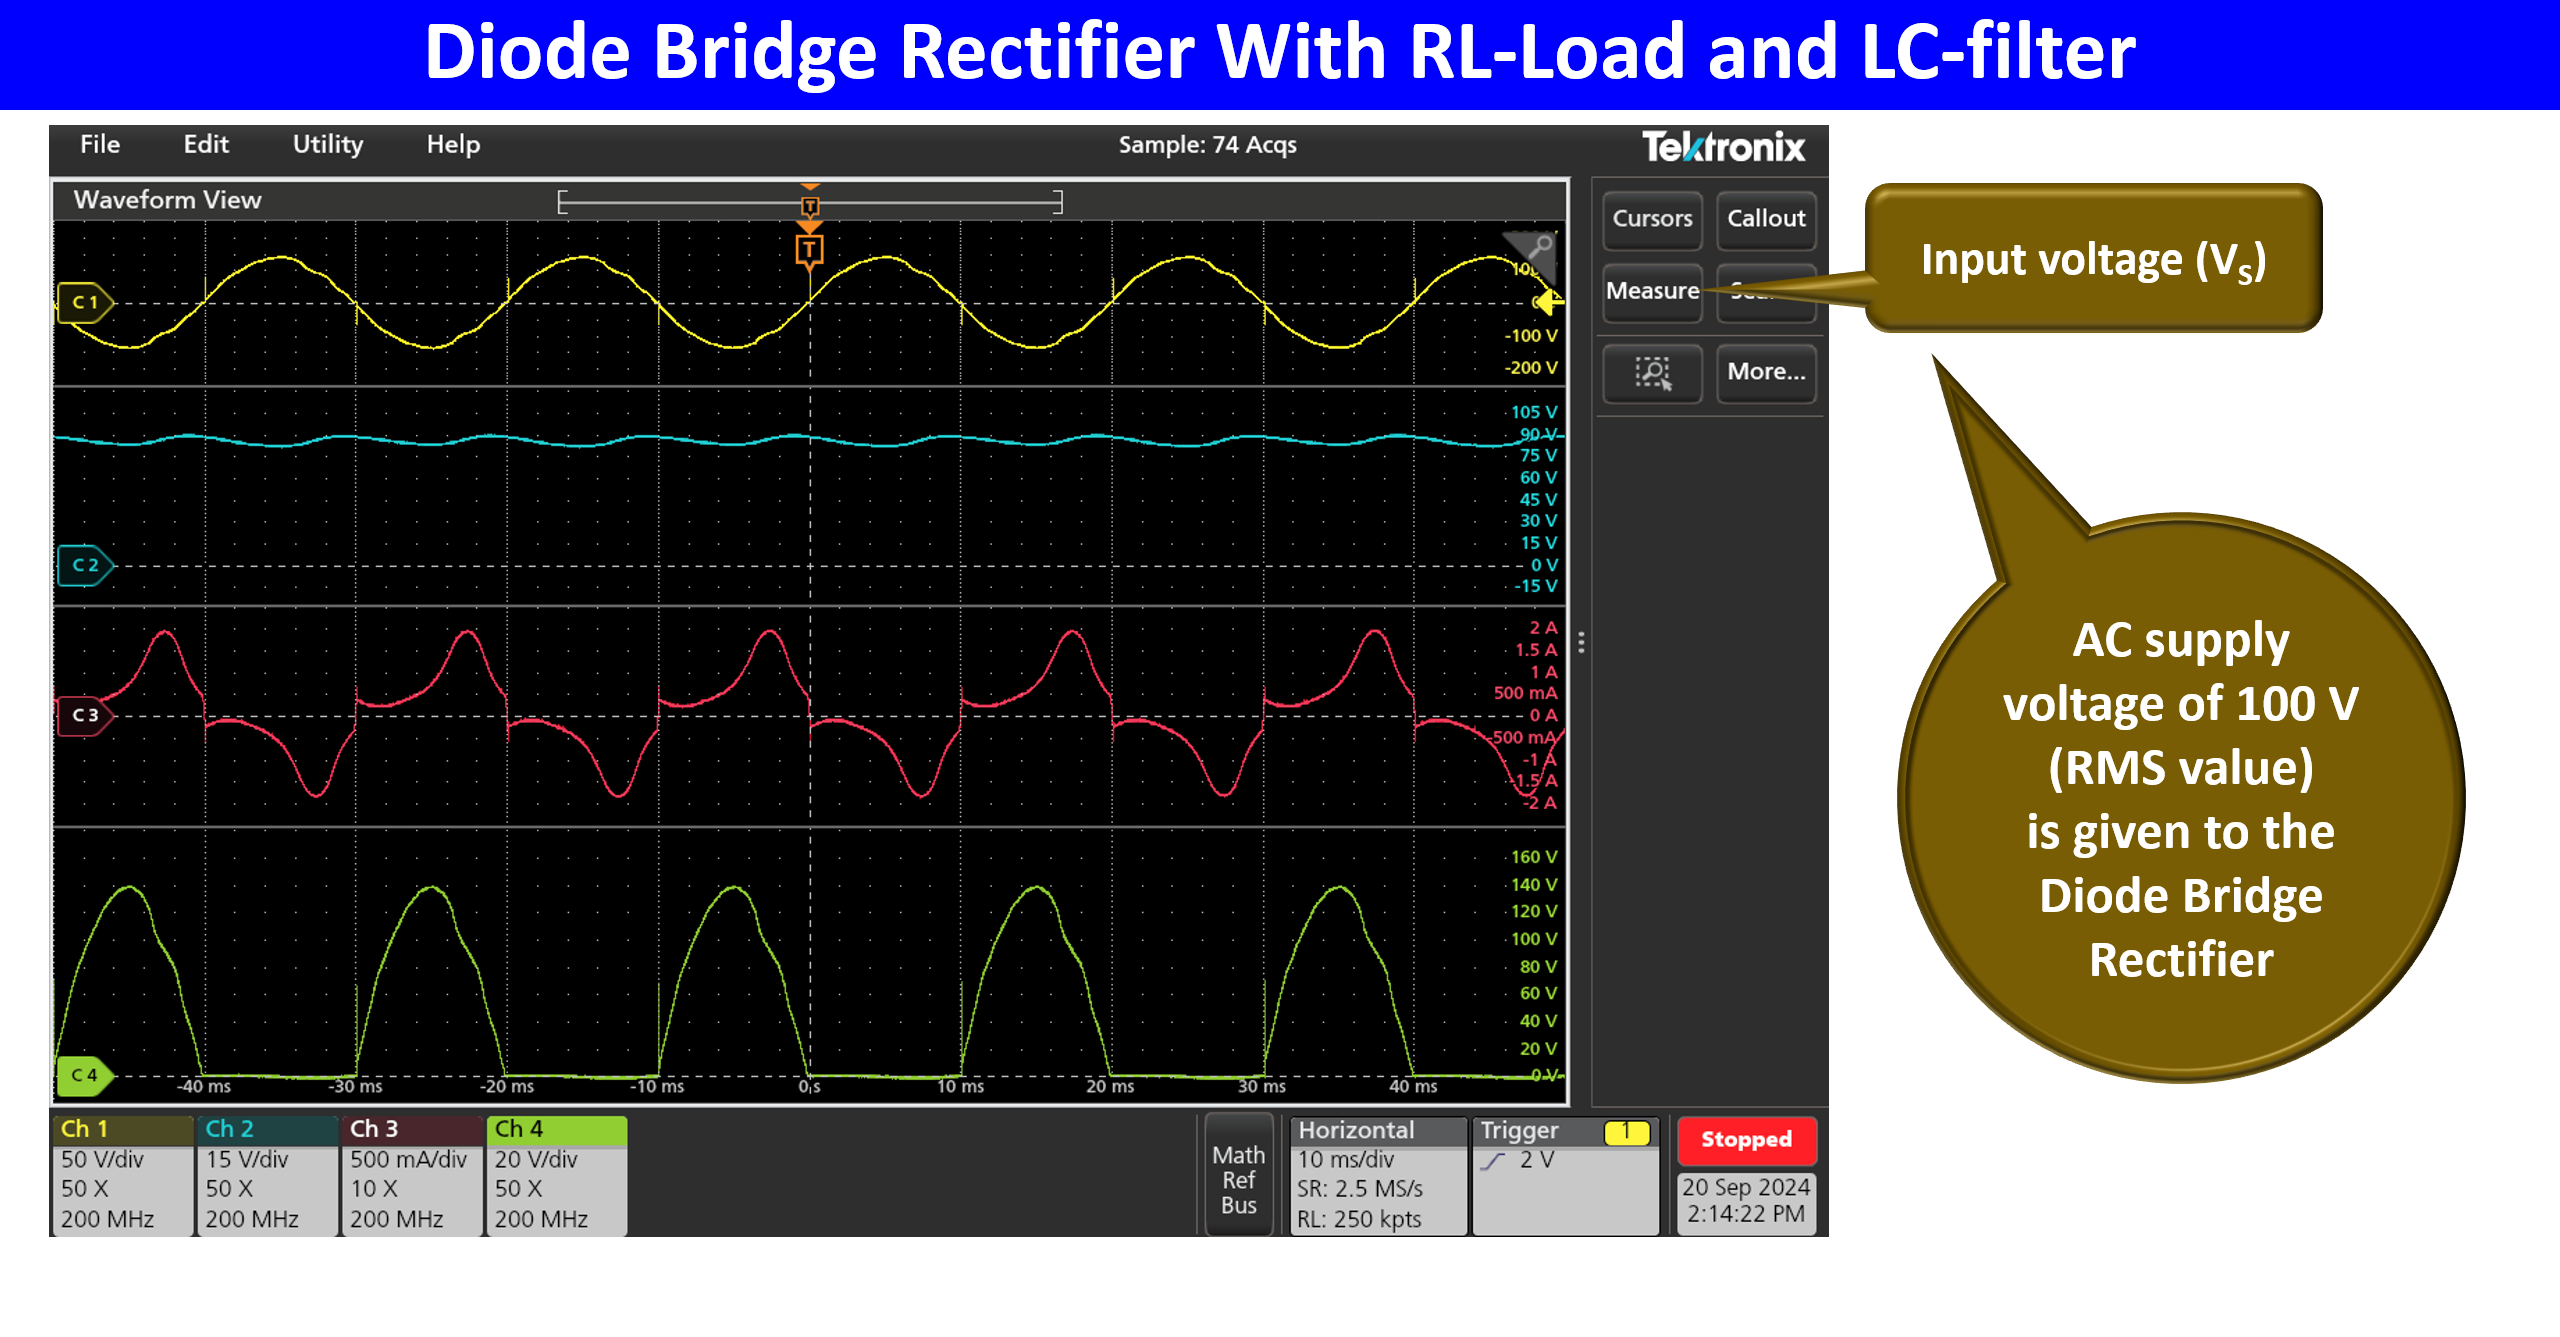 Diode Bridge Rectifier With RL-Load and LC-filter
File Edit Utility Help Sample: 74 Acqs Tektronix
Waveform View
T
T
Cursors Callout
Measure
More...
C 1
-100 V
-200 V
105 V
90 V
75 V
60 V
45 V
30 V
15 V
C 2
0 V
-15 V
2 A
1.5 A
1 A
500 mA
C 3
0 A
-500 mA
-1 A
-1.5 A
-2 A
160 V
140 V
120 V
100 V
80 V
60 V
40 V
20 V
C 4
0 V
-40 ms -30 ms -20 ms -10 ms 0 s 10 ms 20 ms 30 ms 40 ms
Ch 1
50 V/div
50 X
200 MHz
Ch 2
15 V/div
50 X
200 MHz
Ch 3
500 mA/div
10 X
200 MHz
Ch 4
20 V/div
50 X
200 MHz
Math
Ref
Bus
Horizontal
10 ms/div
SR: 2.5 MS/s
RL: 250 kpts
Trigger 1
2 V
Stopped
20 Sep 2024
2:14:22 PM
Input voltage (VS)
AC supply
voltage of 100 V
(RMS value)
is given to the
Diode Bridge
Rectifier